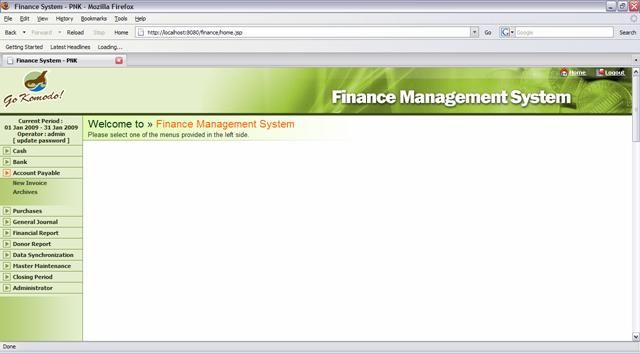 Finance System - PNK - Mozilla Firefox
File Edit View History Bookmarks Tools Help
Back Forward Reload Stop Home http://localhost:8080/finance/home.jsp Go Google Search
Getting Started Latest Headlines Loading...
Finance System - PNK
Home Logout
Go Komodo!
Finance Management System
Current Period :
01 Jan 2009 - 31 Jan 2009
Operator : admin
[ update password ]
Welcome to » Finance Management System
Please select one of the menus provided in the left side.
Cash
Bank
Account Payable
New Invoice
Archives
Purchases
General Journal
Financial Report
Donor Report
Data Synchronization
Master Maintenance
Closing Period
Administrator
Done